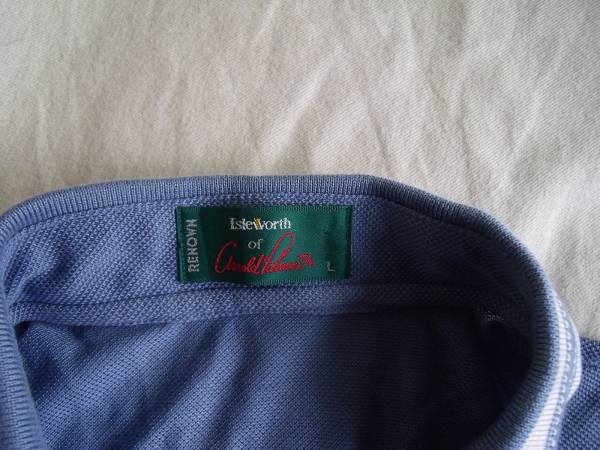 RENOWN
Isleworth
of
Arnold Palmer
L